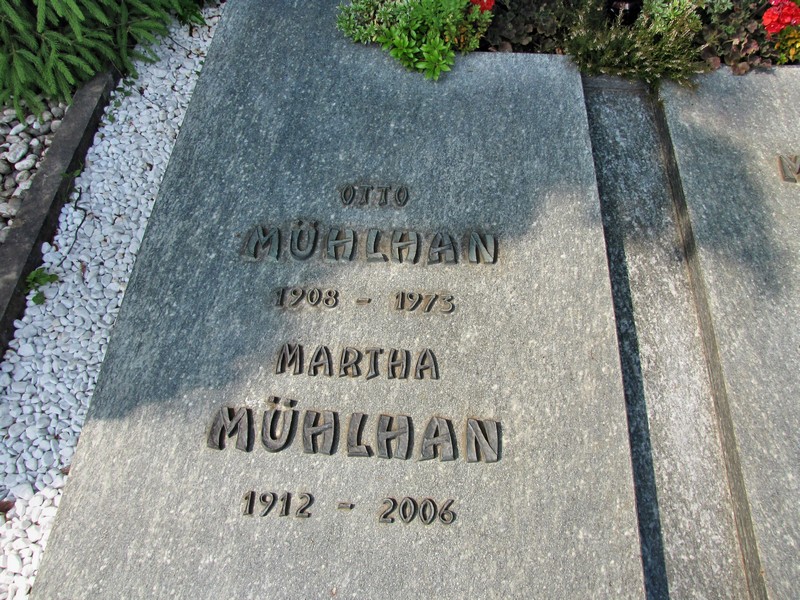 OTTO
MÜHLHAN
1908 - 1973
MARTHA
MÜHLHAN
1912 - 2006